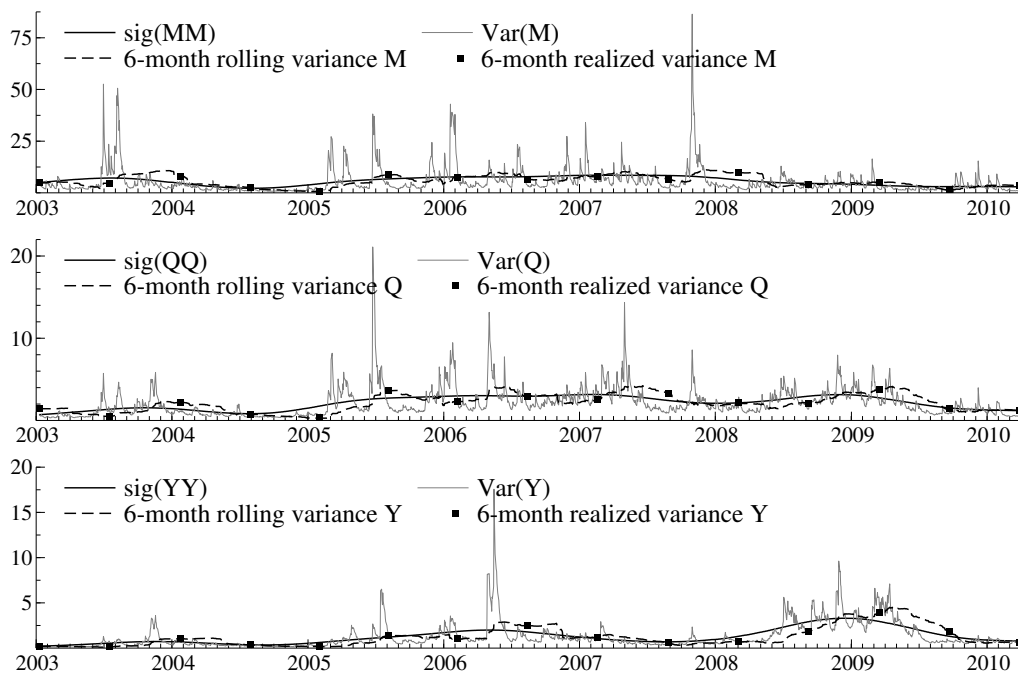 75
50
25
sig(MM) Var(M)
6-month rolling variance M 6-month realized variance M
2003 2004 2005 2006 2007 2008 2009 2010
20
10
sig(QQ) Var(Q)
6-month rolling variance Q 6-month realized variance Q
2003 2004 2005 2006 2007 2008 2009 2010
20
15
10
5
sig(YY) Var(Y)
6-month rolling variance Y 6-month realized variance Y
2003 2004 2005 2006 2007 2008 2009 2010